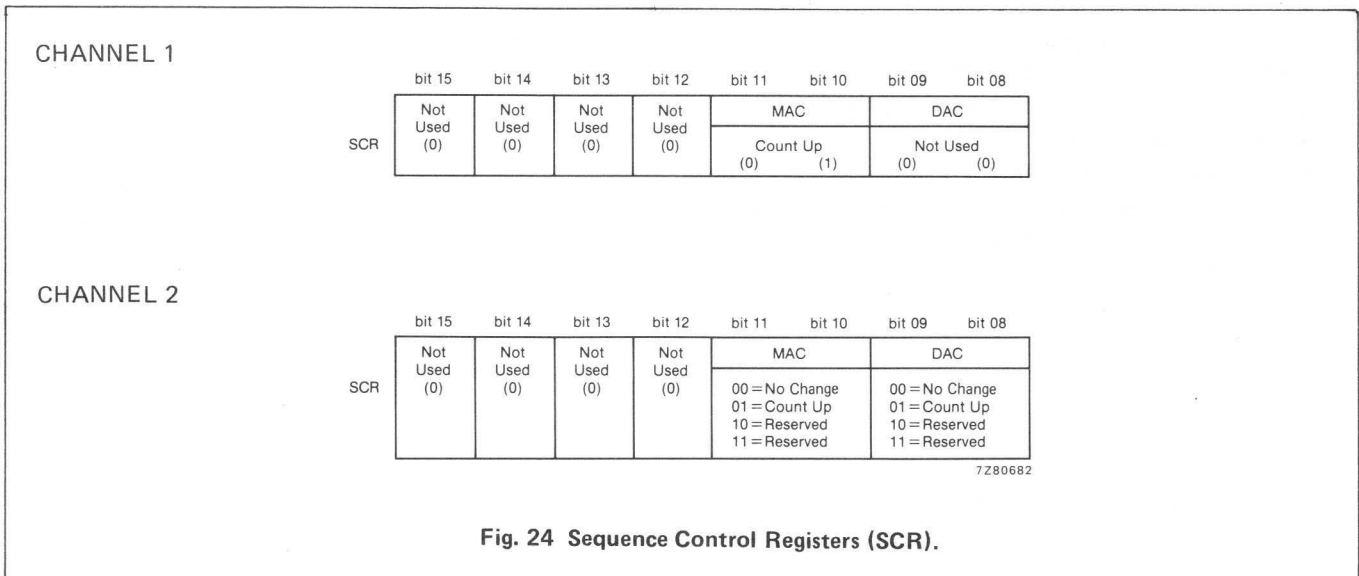 CHANNEL 1
bit 15 bit 14 bit 13 bit 12 bit 11 bit 10 bit 09 bit 08
SCR
Not Used (0)
Not Used (0)
Not Used (0)
Not Used (0)
MAC
Count Up
(0) (1)
DAC
Not Used
(0) (0)
CHANNEL 2
bit 15 bit 14 bit 13 bit 12 bit 11 bit 10 bit 09 bit 08
SCR
Not Used (0)
Not Used (0)
Not Used (0)
Not Used (0)
MAC
00 = No Change
01 = Count Up
10 = Reserved
11 = Reserved
DAC
00 = No Change
01 = Count Up
10 = Reserved
11 = Reserved
7Z80682
Fig. 24 Sequence Control Registers (SCR).